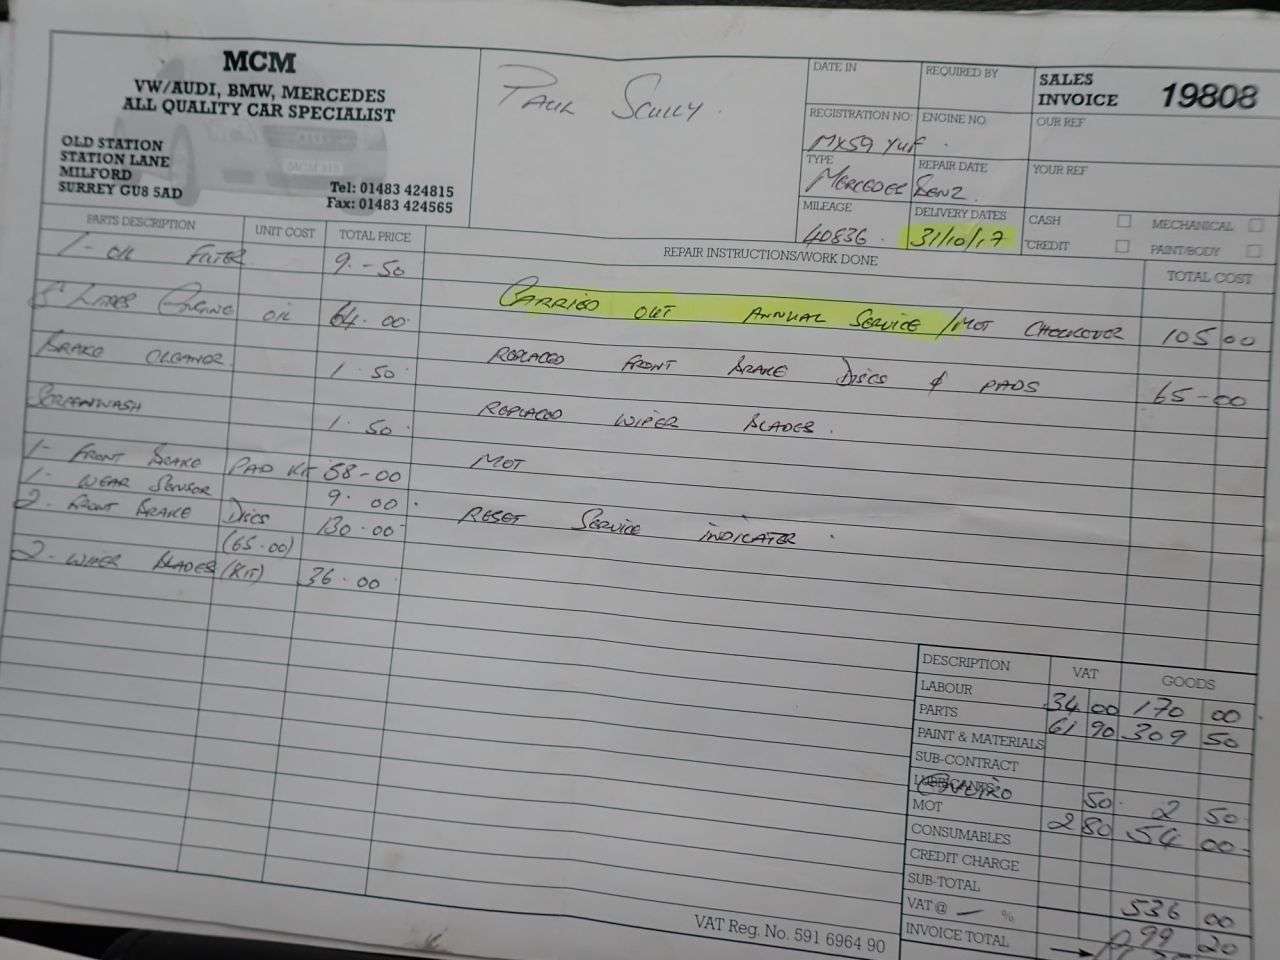 MCM
VW/AUDI, BMW, MERCEDES
ALL QUALITY CAR SPECIALIST
OLD STATION
STATION LANE
MILFORD
SURREY GU8 5AD
Tel: 01483 424815
Fax: 01483 424565
PAUL SCULLY.
DATE IN
REQUIRED BY
REGISTRATION NO:
MX59 YUF
ENGINE NO.
TYPE
MERCEDES BENZ.
REPAIR DATE
MILEAGE
40836.
DELIVERY DATES
31/10/17
SALES INVOICE 19808
OUR REF
YOUR REF
CASH
MECHANICAL
CREDIT
PAINT/BODY
PARTS DESCRIPTION UNIT COST TOTAL PRICE
1- OIL FILTER 9.-50
LITRES ENGINE OIL 64.00.
BRAKE CLEANER 1.50
SCREENWASH 1.50.
1- FRONT BRAKE PAD KIT 58-00
1- WEAR SENSOR 9.00.
2. FRONT BRAKE DISCS 130.00
(65.00)
2- WIPER BLADES (KIT) 36.00
REPAIR INSTRUCTIONS/WORK DONE TOTAL COST
CARRIED OUT ANNUAL SERVICE / MOT CHECKOVER 105 00
REPLACED FRONT BRAKE DISCS & PADS 65-00
REPLACED WIPER BLADES.
MOT
RESET SERVICE INDICATER.
DESCRIPTION VAT GOODS
LABOUR 34 00 170 00
PARTS 61 90 309 50
PAINT & MATERIALS
SUB-CONTRACT
LUBRICANTS ENVIRO 50. 2 50.
MOT 2 80 54 00-
CONSUMABLES
CREDIT CHARGE
SUB-TOTAL 536 00
VAT @ — % 99 20
INVOICE TOTAL
VAT Reg. No. 591 6964 90